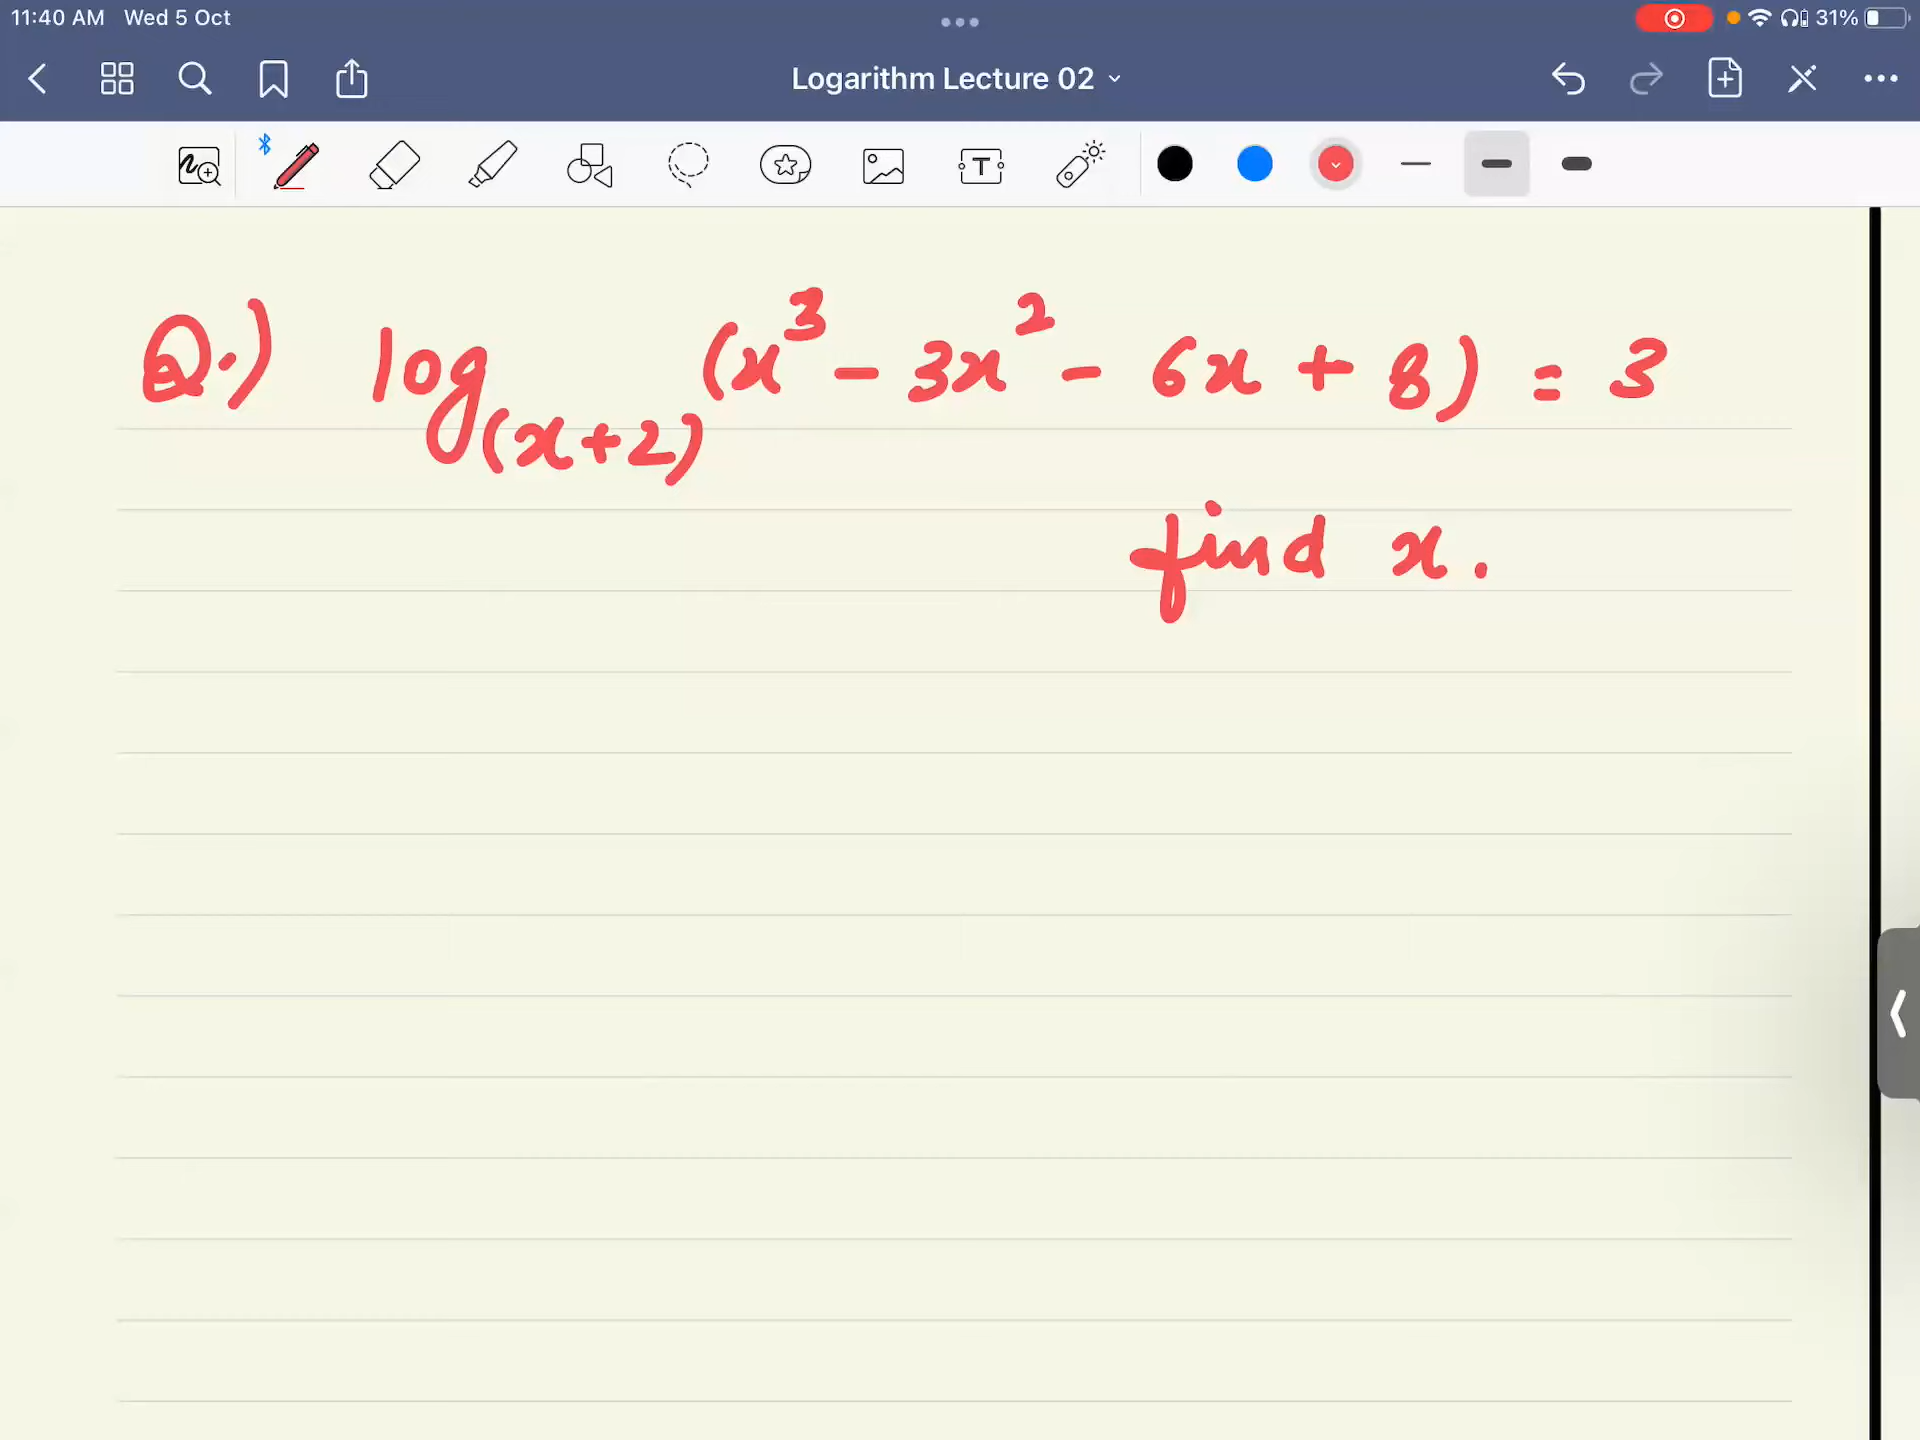 11:40 AM Wed 5 Oct 31%
Logarithm Lecture 02
T
Q.) log₍ₓ₊₂₎ (x³ - 3x² - 6x + 8) = 3
find x.